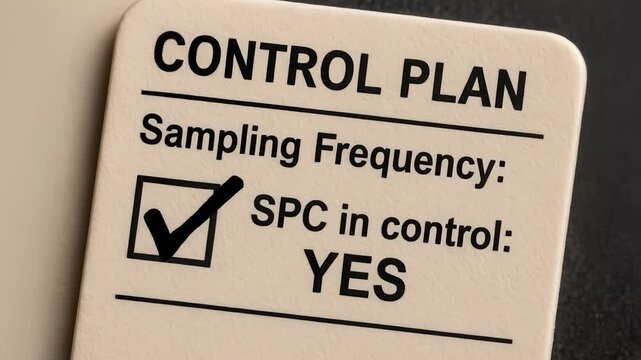 CONTROL PLAN
Sampling Frequency:
SPC in control:
YES